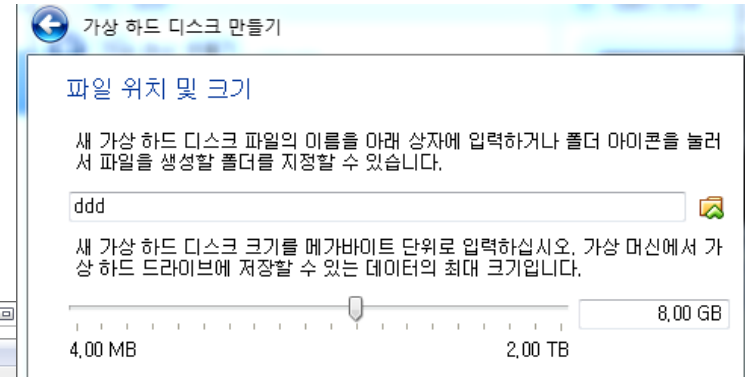 가상 하드 디스크 만들기
파일 위치 및 크기
새 가상 하드 디스크 파일의 이름을 아래 상자에 입력하거나 폴더 아이콘을 눌러
서 파일을 생성할 폴더를 지정할 수 있습니다.
ddd
새 가상 하드 디스크 크기를 메가바이트 단위로 입력하십시오. 가상 머신에서 가
상 하드 드라이브에 저장할 수 있는 데이터의 최대 크기입니다.
8,00 GB
4,00 MB 2,00 TB